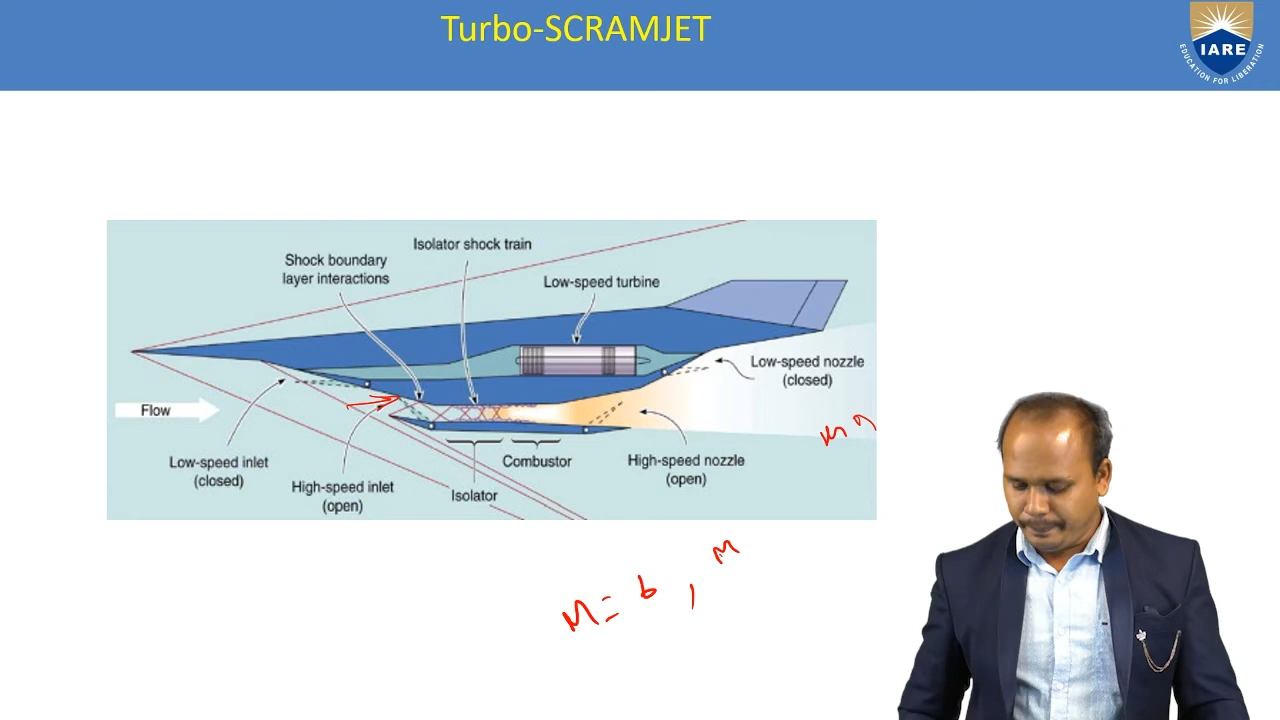 Turbo-SCRAMJET
IARE
EDUCATION FOR LIBERATION
Isolator shock train
Shock boundary
layer interactions
Low-speed turbine
Low-speed nozzle
(closed)
Flow
Low-speed inlet
(closed)
High-speed inlet
(open)
Isolator
Combustor
High-speed nozzle
(open)
M = 6 , M